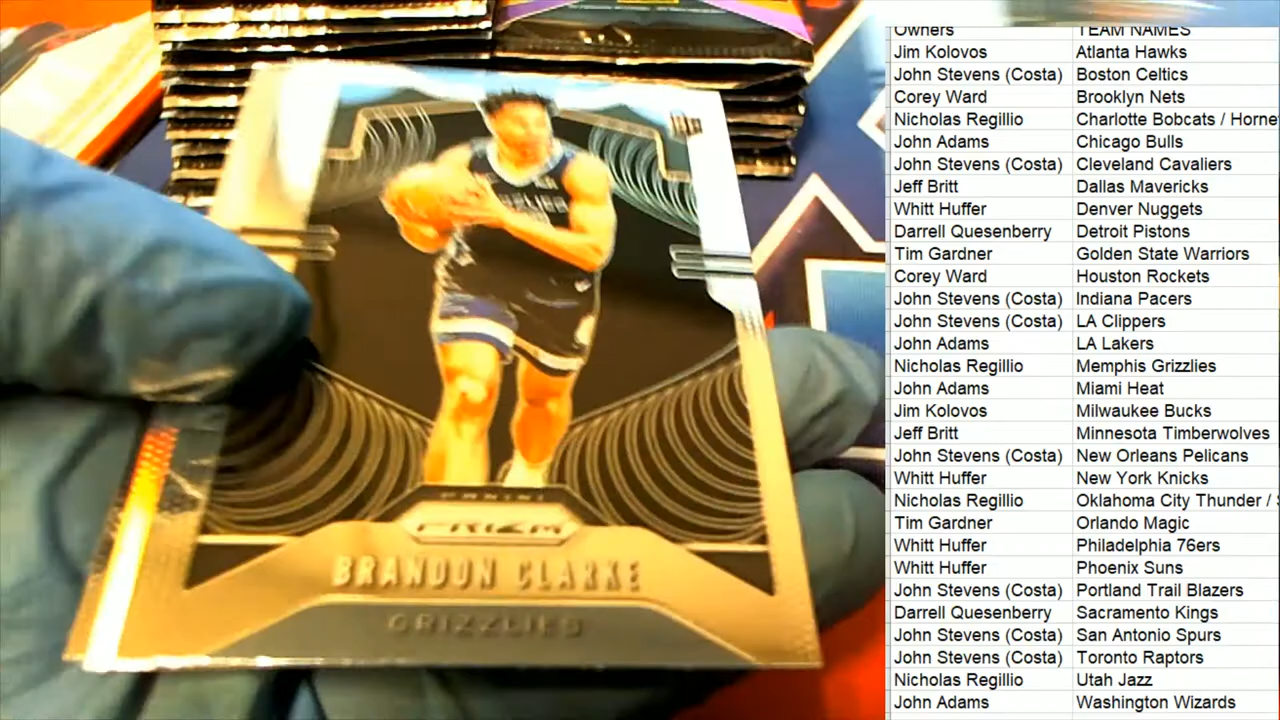 PANINI
PRIZM
BRANDON CLARKE
GRIZZLIES
Owners TEAM NAMES
Jim Kolovos Atlanta Hawks
John Stevens (Costa) Boston Celtics
Corey Ward Brooklyn Nets
Nicholas Regillio Charlotte Bobcats / Horne
John Adams Chicago Bulls
John Stevens (Costa) Cleveland Cavaliers
Jeff Britt Dallas Mavericks
Whitt Huffer Denver Nuggets
Darrell Quesenberry Detroit Pistons
Tim Gardner Golden State Warriors
Corey Ward Houston Rockets
John Stevens (Costa) Indiana Pacers
John Stevens (Costa) LA Clippers
John Adams LA Lakers
Nicholas Regillio Memphis Grizzlies
John Adams Miami Heat
Jim Kolovos Milwaukee Bucks
Jeff Britt Minnesota Timberwolves
John Stevens (Costa) New Orleans Pelicans
Whitt Huffer New York Knicks
Nicholas Regillio Oklahoma City Thunder /
Tim Gardner Orlando Magic
Whitt Huffer Philadelphia 76ers
Whitt Huffer Phoenix Suns
John Stevens (Costa) Portland Trail Blazers
Darrell Quesenberry Sacramento Kings
John Stevens (Costa) San Antonio Spurs
John Stevens (Costa) Toronto Raptors
Nicholas Regillio Utah Jazz
John Adams Washington Wizards